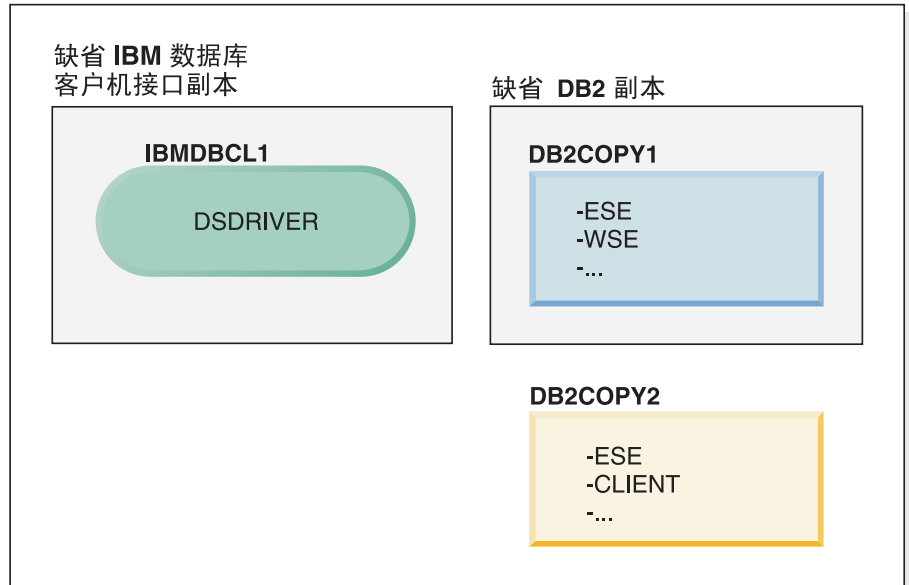 缺省 IBM 数据库
客户机接口副本
IBMDBCL1
DSDRIVER
缺省 DB2 副本
DB2COPY1
-ESE
-WSE
-...
DB2COPY2
-ESE
-CLIENT
-...